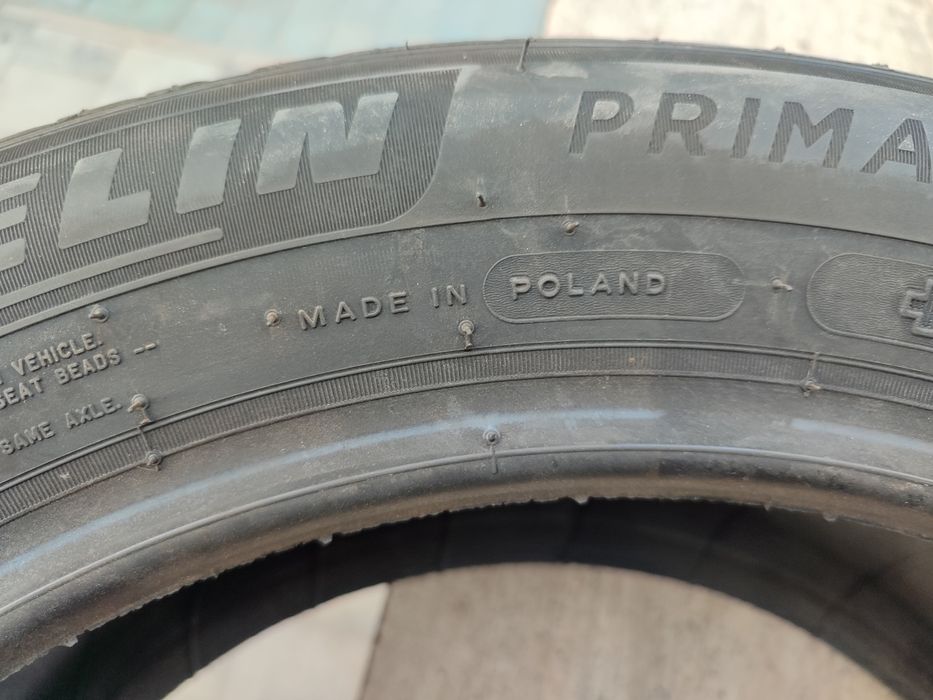 ELIN PRIMA
MADE IN POLAND
VEHICLE.
SEAT BEADS --
SAME AXLE.